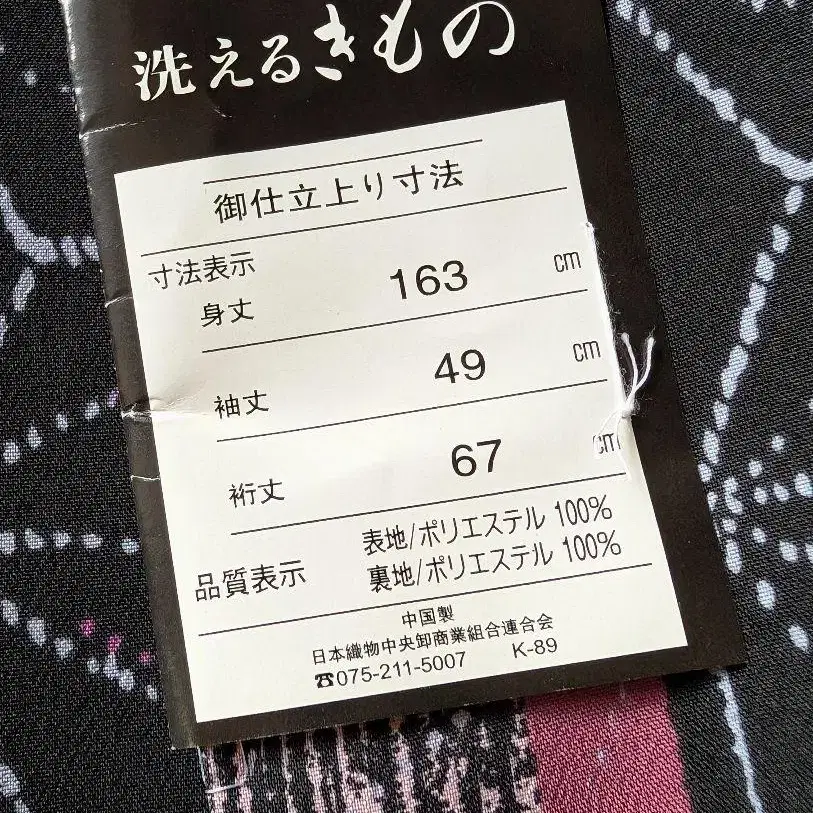 洗えるきもの
御仕立上り寸法
寸法表示
身丈 163 cm
袖丈 49 cm
裄丈 67 cm
品質表示 表地/ポリエステル 100%
裏地/ポリエステル 100%
中国製
日本織物中央卸商業組合連合会
☎075-211-5007 K-89